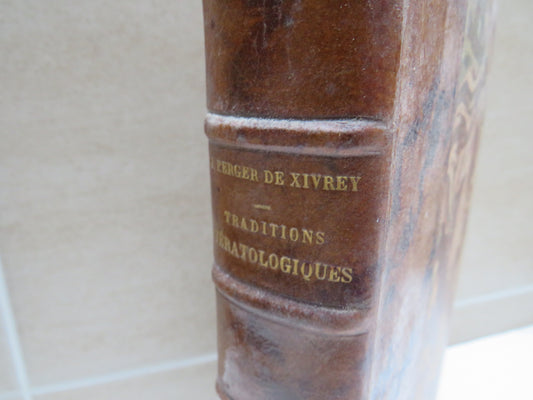 J. BERGER DE XIVREY
TRADITIONS
TÉRATOLOGIQUES